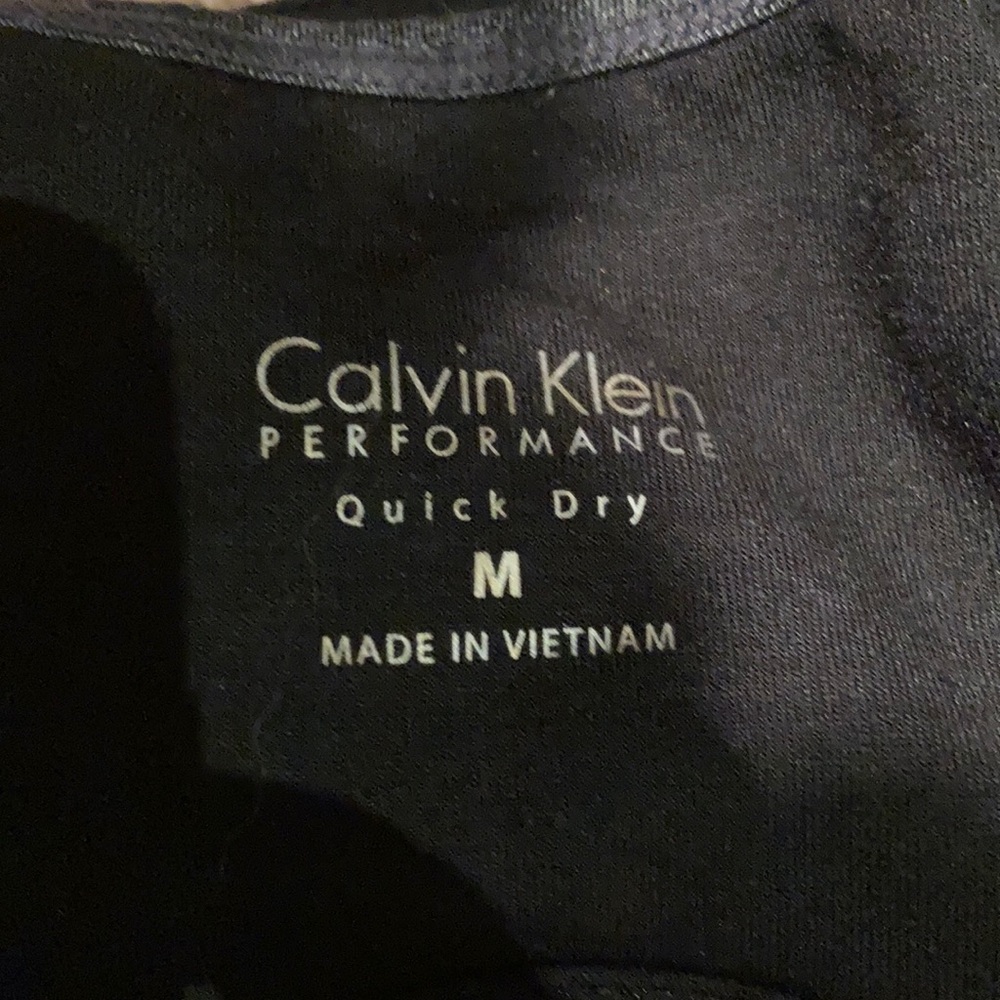 Calvin Klein
PERFORMANCE
Quick Dry
M
MADE IN VIETNAM